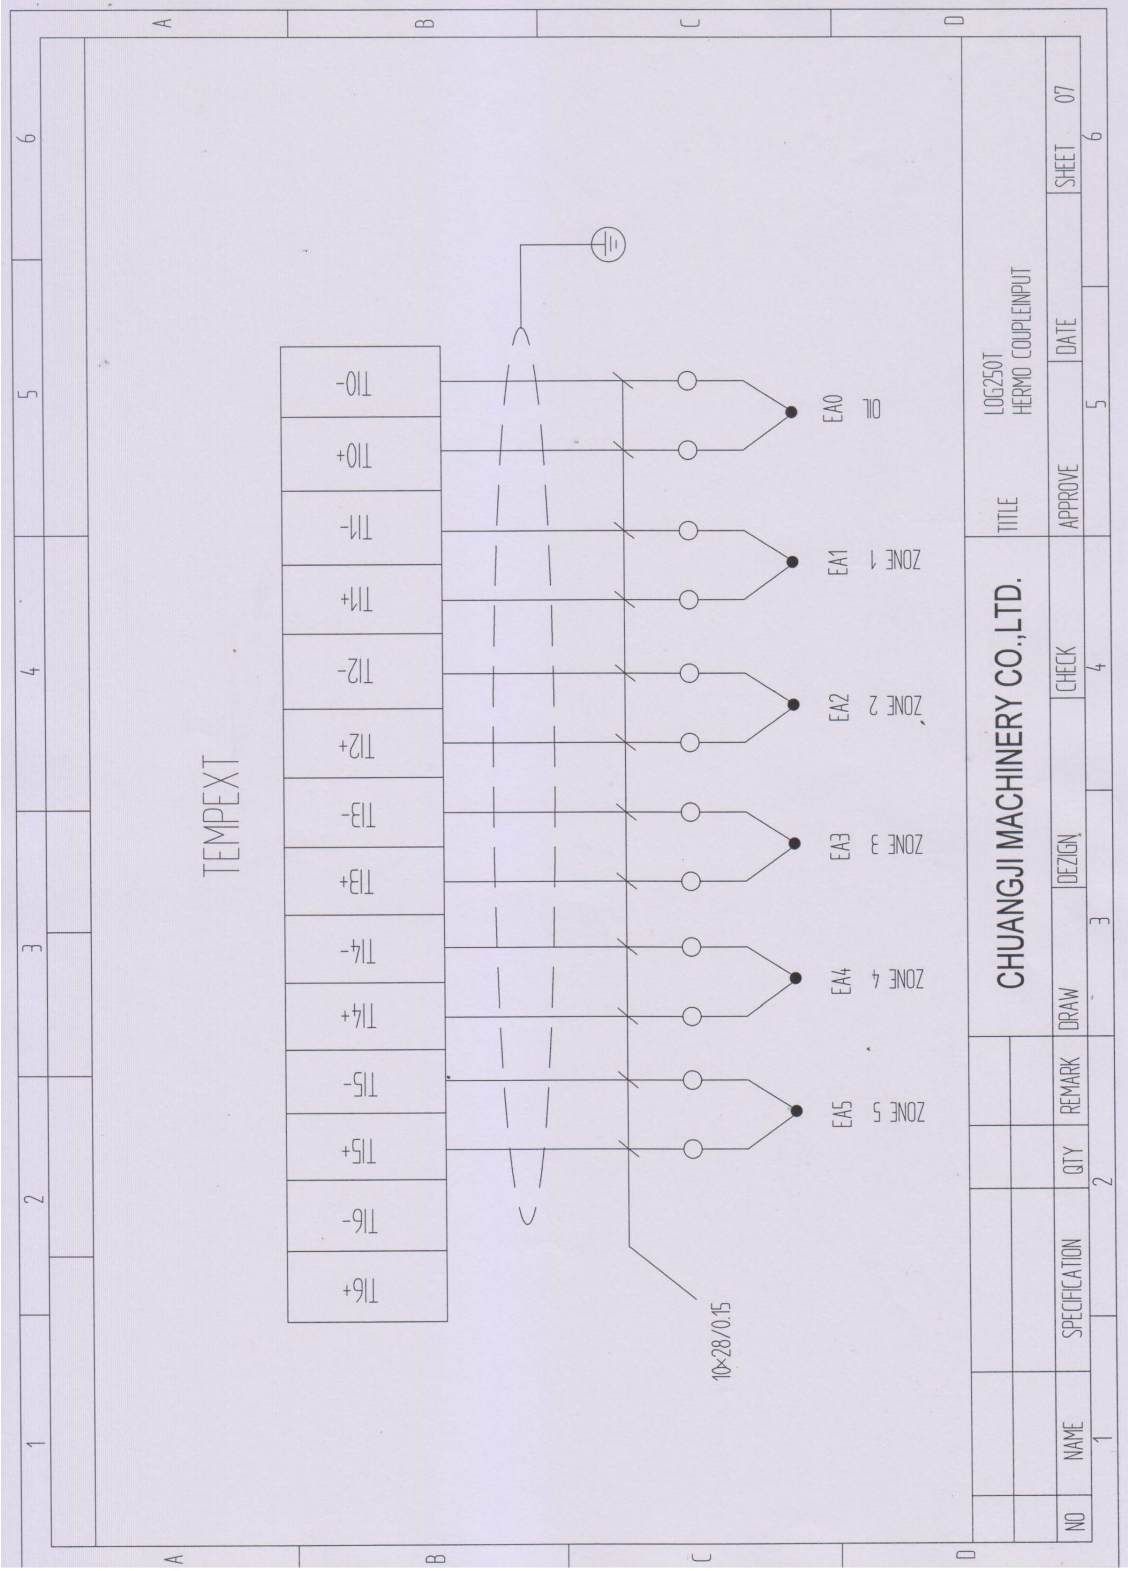 1 2 3 4 5 6
A A
B B
C C
D D
TEMPEXT
TI6+ TI6- TI5+ TI5- TI4+ TI4- TI3+ TI3- TI2+ TI2- TI1+ TI1- TI0+ TI0-
10×28/0.15
EA5 EA4 EA3 EA2 EA1 EA0
ZONE 5 ZONE 4 ZONE 3 ZONE 2 ZONE 1 OIL
CHUANGJI MACHINERY CO.,LTD.
TITLE
LOG250T
HERMO COUPLEINPUT
NO NAME SPECIFICATION QTY REMARK DRAW DEZIGN CHECK APPROVE DATE SHEET 07
1 2 3 4 5 6